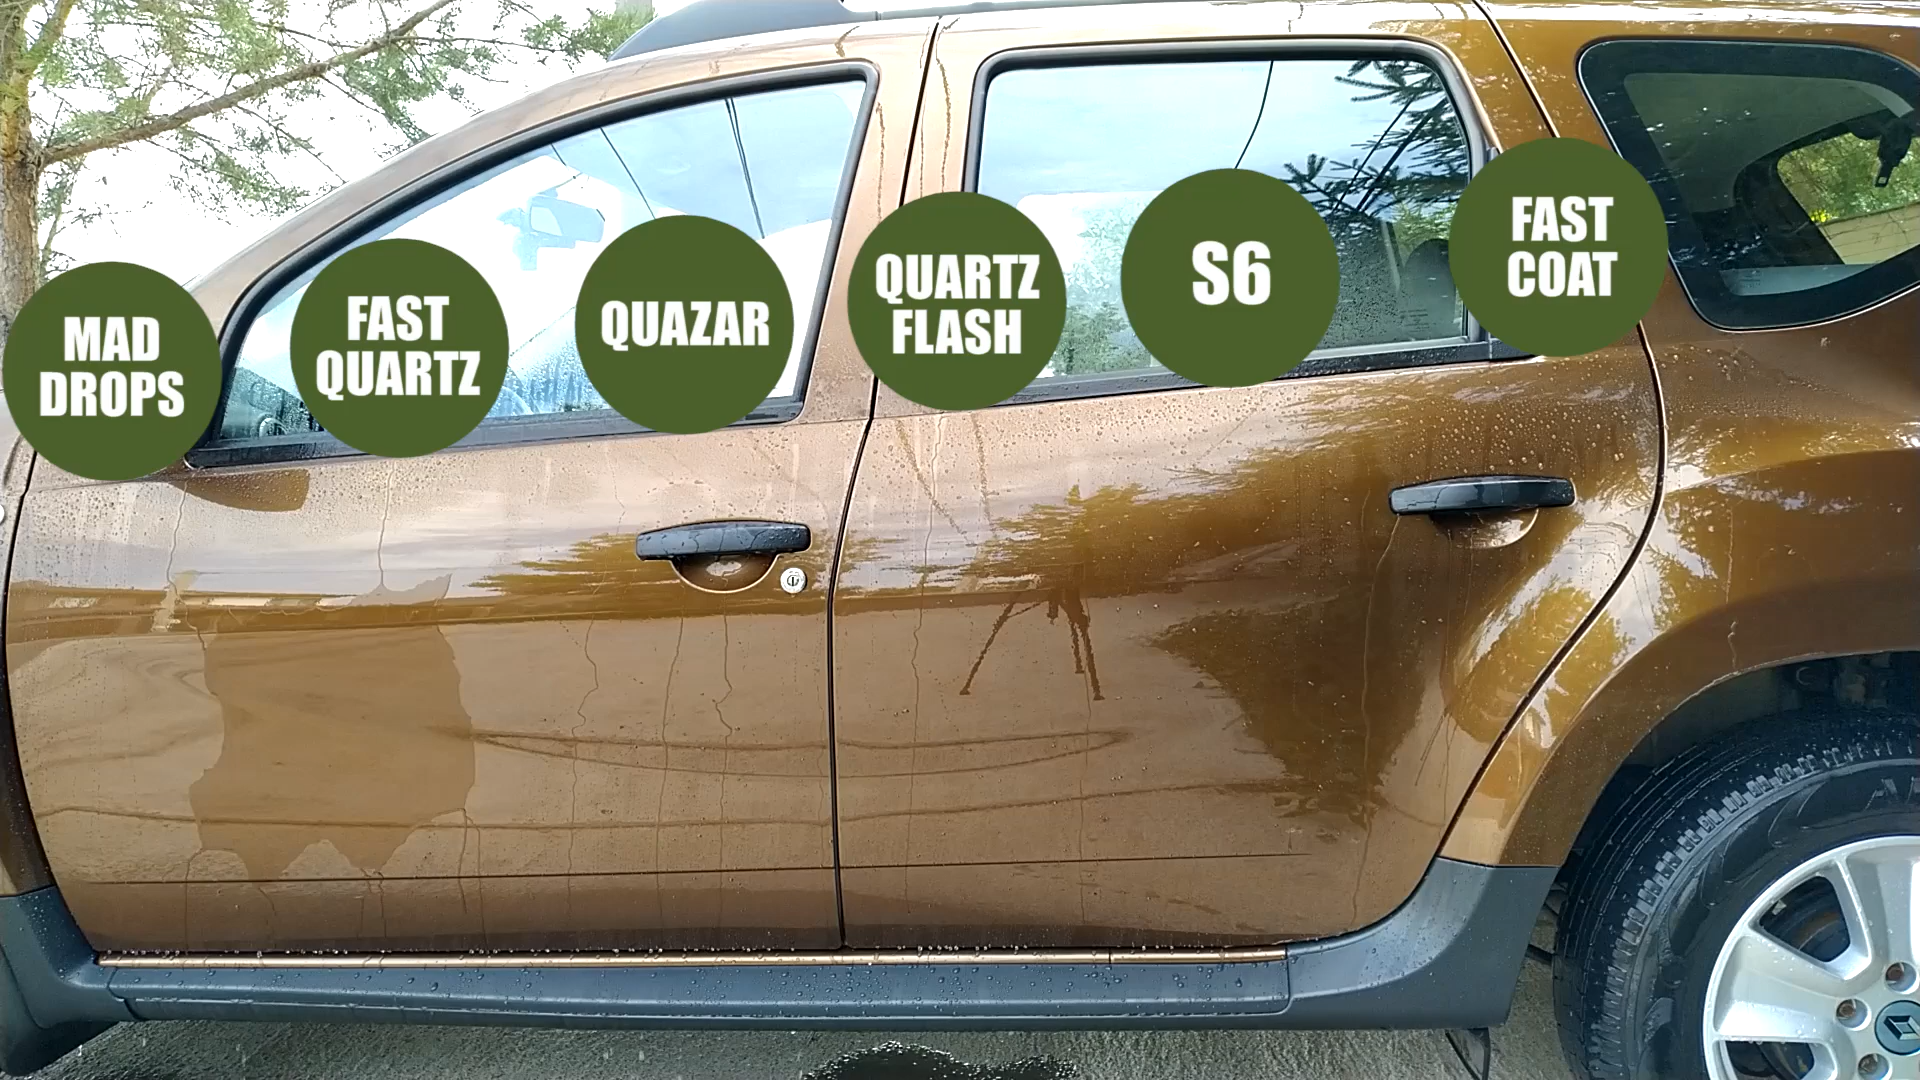 MAD
DROPS
FAST
QUARTZ
QUAZAR
QUARTZ
FLASH
S6
FAST
COAT